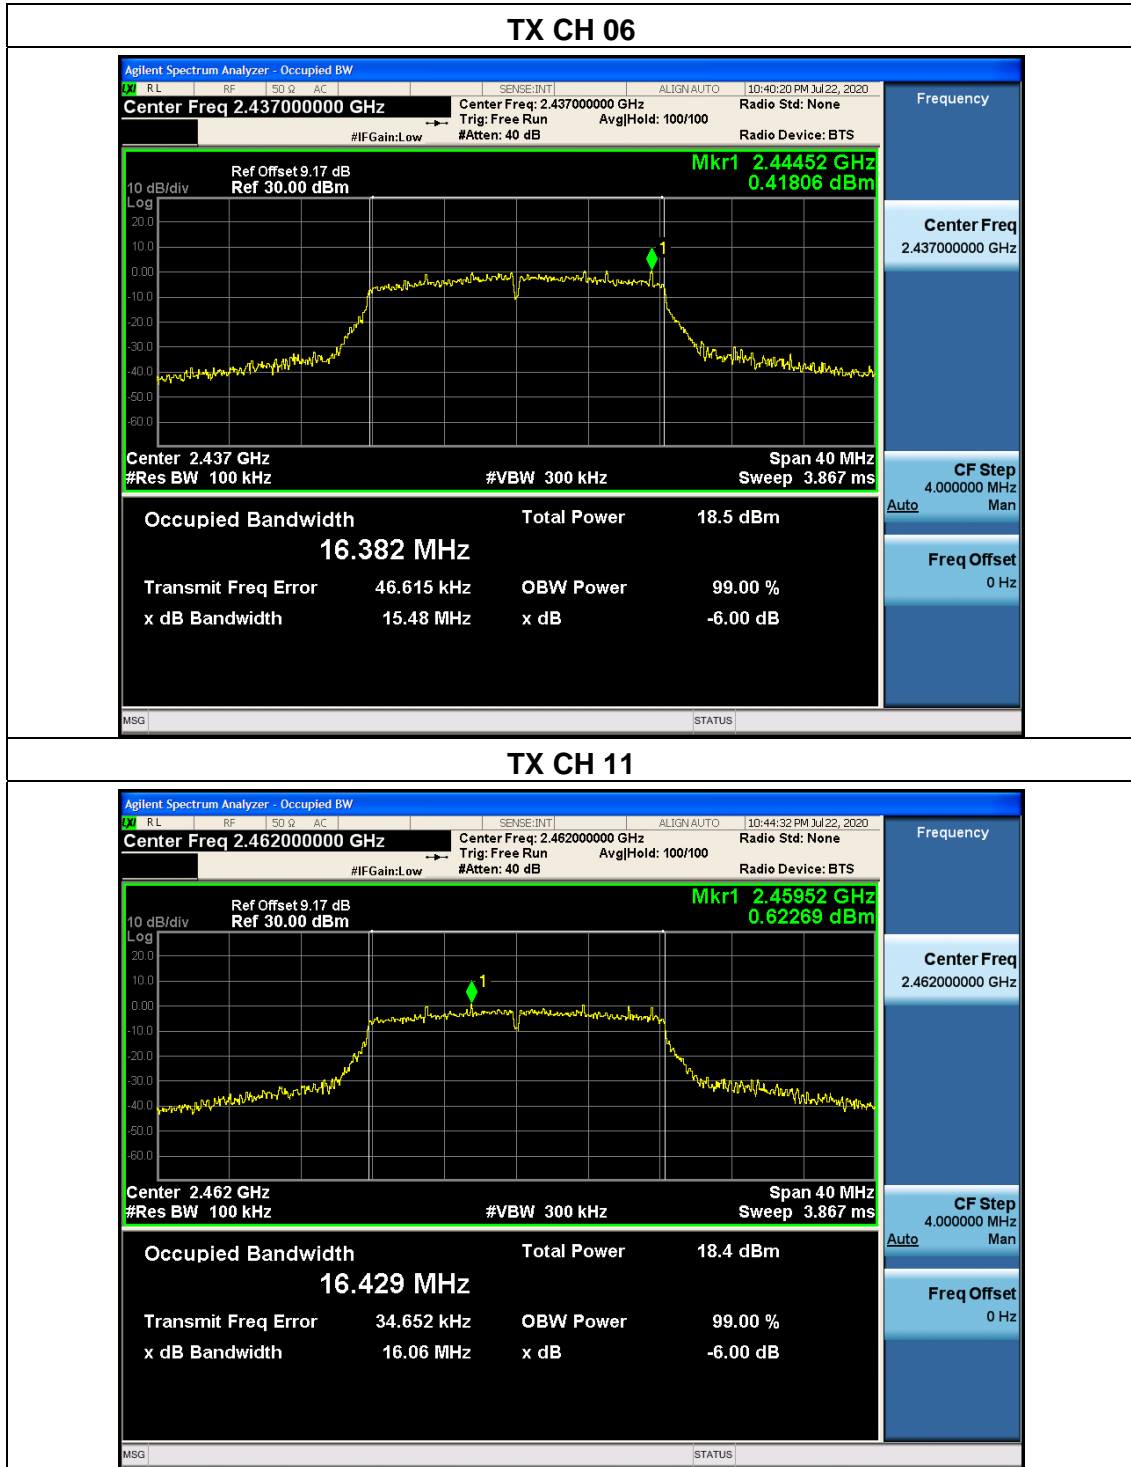 TX CH 06
Agilent Spectrum Analyzer - Occupied BW
LXI RL RF 50 Ω AC SENSE:INT ALIGN AUTO 10:40:20 PM Jul 22, 2020
Center Freq 2.437000000 GHz
Center Freq: 2.437000000 GHz
Radio Std: None
Trig: Free Run Avg|Hold: 100/100
#IFGain:Low #Atten: 40 dB Radio Device: BTS
Frequency
Mkr1 2.44452 GHz
0.41806 dBm
Ref Offset 9.17 dB
10 dB/div Ref 30.00 dBm
Log
20.0
10.0
0.00
-10.0
-20.0
-30.0
-40.0
-50.0
-60.0
1
Center Freq
2.437000000 GHz
Center 2.437 GHz Span 40 MHz
#Res BW 100 kHz #VBW 300 kHz Sweep 3.867 ms
CF Step
4.000000 MHz
Auto Man
Occupied Bandwidth Total Power 18.5 dBm
16.382 MHz
Freq Offset
0 Hz
Transmit Freq Error 46.615 kHz OBW Power 99.00 %
x dB Bandwidth 15.48 MHz x dB -6.00 dB
MSG STATUS
TX CH 11
Agilent Spectrum Analyzer - Occupied BW
LXI RL RF 50 Ω AC SENSE:INT ALIGN AUTO 10:44:32 PM Jul 22, 2020
Center Freq 2.462000000 GHz
Center Freq: 2.462000000 GHz
Radio Std: None
Trig: Free Run Avg|Hold: 100/100
#IFGain:Low #Atten: 40 dB Radio Device: BTS
Frequency
Mkr1 2.45952 GHz
0.62269 dBm
Ref Offset 9.17 dB
10 dB/div Ref 30.00 dBm
Log
20.0
10.0
0.00
-10.0
-20.0
-30.0
-40.0
-50.0
-60.0
1
Center Freq
2.462000000 GHz
Center 2.462 GHz Span 40 MHz
#Res BW 100 kHz #VBW 300 kHz Sweep 3.867 ms
CF Step
4.000000 MHz
Auto Man
Occupied Bandwidth Total Power 18.4 dBm
16.429 MHz
Freq Offset
0 Hz
Transmit Freq Error 34.652 kHz OBW Power 99.00 %
x dB Bandwidth 16.06 MHz x dB -6.00 dB
MSG STATUS